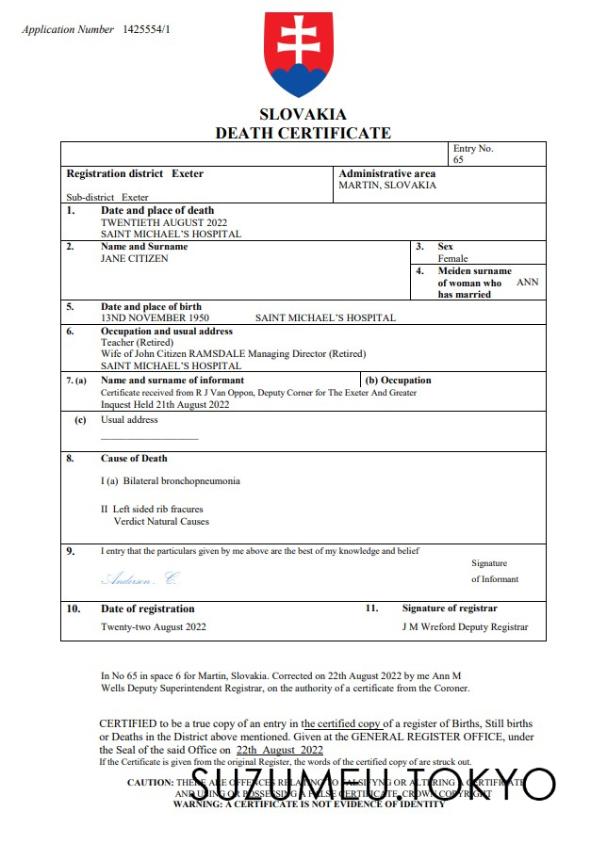 Application Number 1425554/1
SLOVAKIA
DEATH CERTIFICATE
Entry No.
65
Registration district Exeter
Sub-district Exeter
Administrative area
MARTIN, SLOVAKIA
1. Date and place of death
TWENTIETH AUGUST 2022
SAINT MICHAEL'S HOSPITAL
2. Name and Surname
JANE CITIZEN
3. Sex
Female
4. Meiden surname
of woman who ANN
has married
5. Date and place of birth
13ND NOVEMBER 1950 SAINT MICHAEL'S HOSPITAL
6. Occupation and usual address
Teacher (Retired)
Wife of John Citizen RAMSDALE Managing Director (Retired)
SAINT MICHAEL'S HOSPITAL
7. (a) Name and surname of informant (b) Occupation
Certificate received from R J Van Oppon, Deputy Corner for The Exeter And Greater
Inquest Held 21th August 2022
(c) Usual address
8. Cause of Death
I (a) Bilateral bronchopneumonia
II Left sided rib fracures
Verdict Natural Causes
9. I entry that the particulars given by me above are the best of my knowledge and belief
Anderson. C.
Signature
of Informant
10. Date of registration
Twenty-two August 2022
11. Signature of registrar
J M Wreford Deputy Registrar
In No 65 in space 6 for Martin, Slovakia. Corrected on 22th August 2022 by me Ann M
Wells Deputy Superintendent Registrar, on the authority of a certificate from the Coroner.
CERTIFIED to be a true copy of an entry in the certified copy of a register of Births, Still births
or Deaths in the District above mentioned. Given at the GENERAL REGISTER OFFICE, under
the Seal of the said Office on 22th August 2022
If the Certificate is given from the original Register, the words of the certified copy are struck out.
CAUTION: THERE ARE OFFENCES RELATING TO FALSIFYNG OR ALTERING A CERTIFICATE
AND USING OR POSSESSING A FALSE CERTIFICATE, CROWN COPYRIGHT
WARNING: A CERTIFICATE IS NOT EVIDENCE OF IDENTITY
SUZUMEU.TOKYO